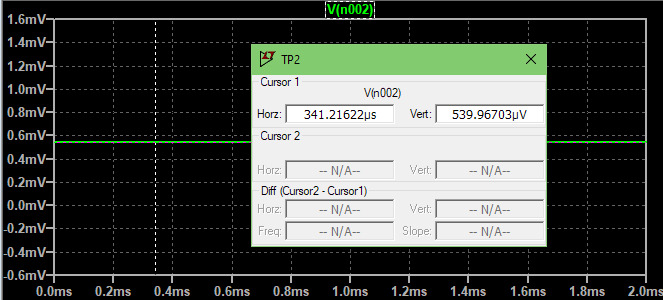 V(n002)
1.6mV
1.4mV
1.2mV
1.0mV
0.8mV
0.6mV
0.4mV
0.2mV
0.0mV
-0.2mV
-0.4mV
-0.6mV
0.0ms 0.2ms 0.4ms 0.6ms 0.8ms 1.0ms 1.2ms 1.4ms 1.6ms 1.8ms 2.0ms
TP2
Cursor 1
V(n002)
Horz: 341.21622µs Vert: 539.96703µV
Cursor 2
Horz: -- N/A-- Vert: -- N/A--
Diff (Cursor2 - Cursor1)
Horz: -- N/A-- Vert: -- N/A--
Freq: -- N/A-- Slope: -- N/A--